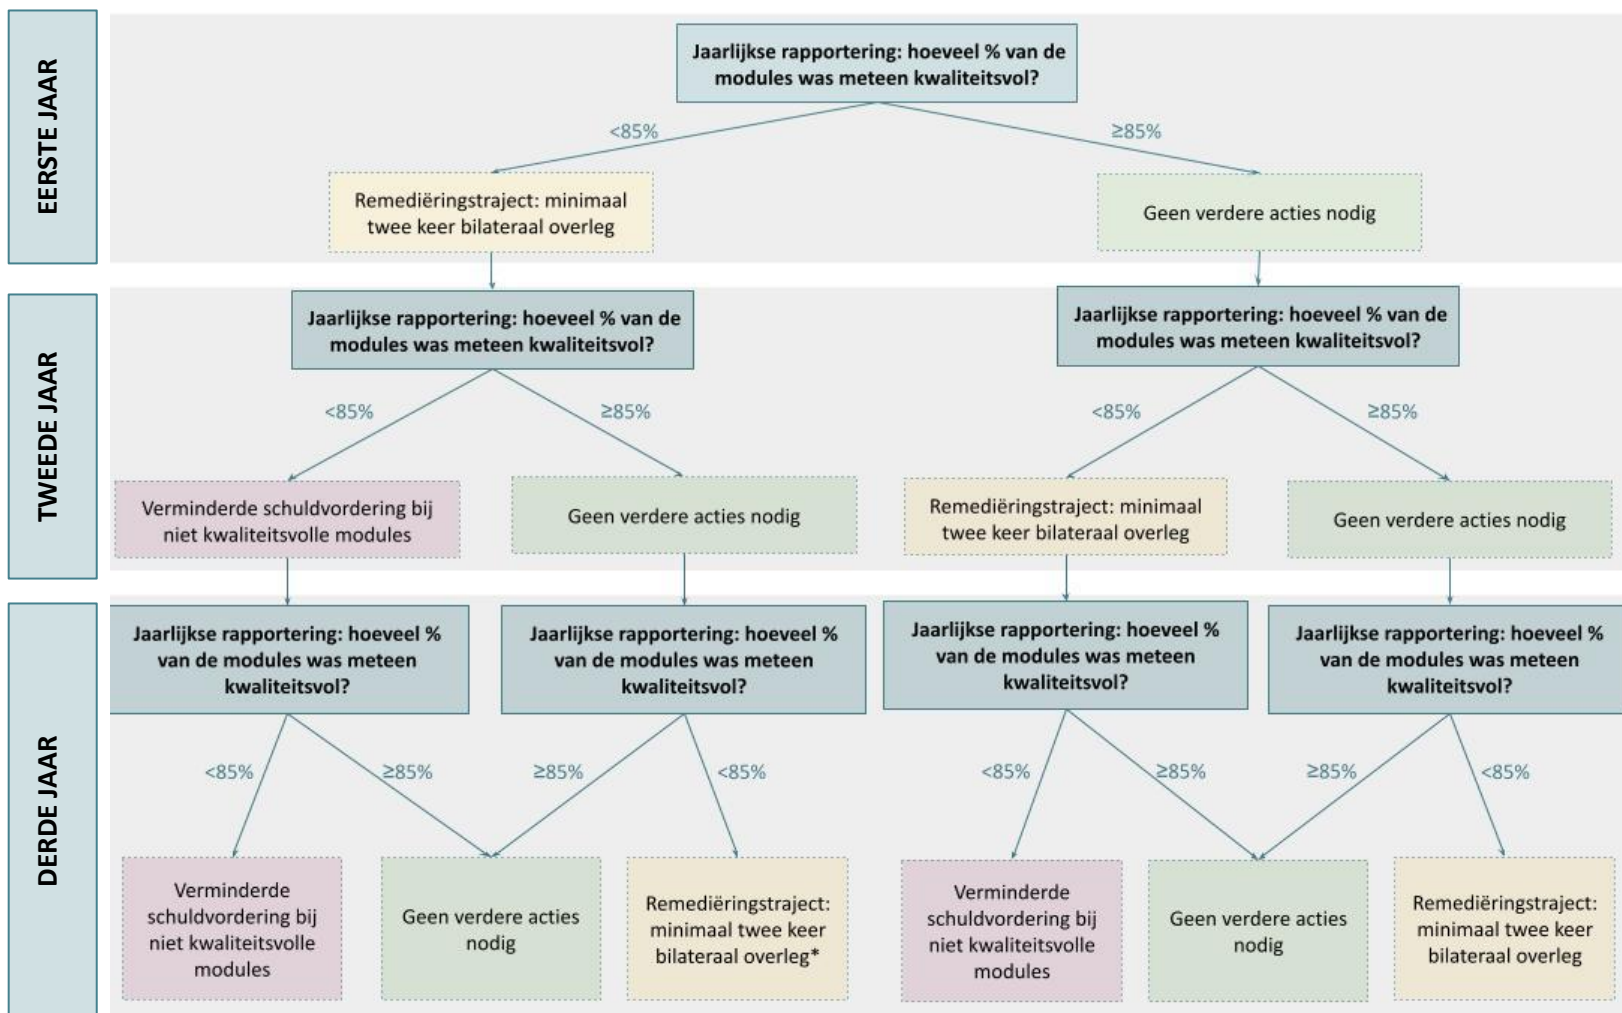 EERSTE JAAR
Jaarlijkse rapportering: hoeveel % van de
modules was meteen kwaliteitsvol?
<85%
≥85%
Remediëringstraject: minimaal
twee keer bilateraal overleg
Geen verdere acties nodig
TWEEDE JAAR
Jaarlijkse rapportering: hoeveel % van de
modules was meteen kwaliteitsvol?
Jaarlijkse rapportering: hoeveel % van de
modules was meteen kwaliteitsvol?
<85%
≥85%
<85%
≥85%
Verminderde schuldvordering bij
niet kwaliteitsvolle modules
Geen verdere acties nodig
Remediëringstraject: minimaal
twee keer bilateraal overleg
Geen verdere acties nodig
DERDE JAAR
Jaarlijkse rapportering: hoeveel %
van de modules was meteen
kwaliteitsvol?
Jaarlijkse rapportering: hoeveel %
van de modules was meteen
kwaliteitsvol?
Jaarlijkse rapportering: hoeveel %
van de modules was meteen
kwaliteitsvol?
Jaarlijkse rapportering: hoeveel %
van de modules was meteen
kwaliteitsvol?
<85%
≥85%
≥85%
<85%
<85%
≥85%
≥85%
<85%
Verminderde
schuldvordering bij
niet kwaliteitsvolle
modules
Geen verdere acties
nodig
Remediëringstraject:
minimaal twee keer
bilateraal overleg*
Verminderde
schuldvordering bij
niet kwaliteitsvolle
modules
Geen verdere acties
nodig
Remediëringstraject:
minimaal twee keer
bilateraal overleg